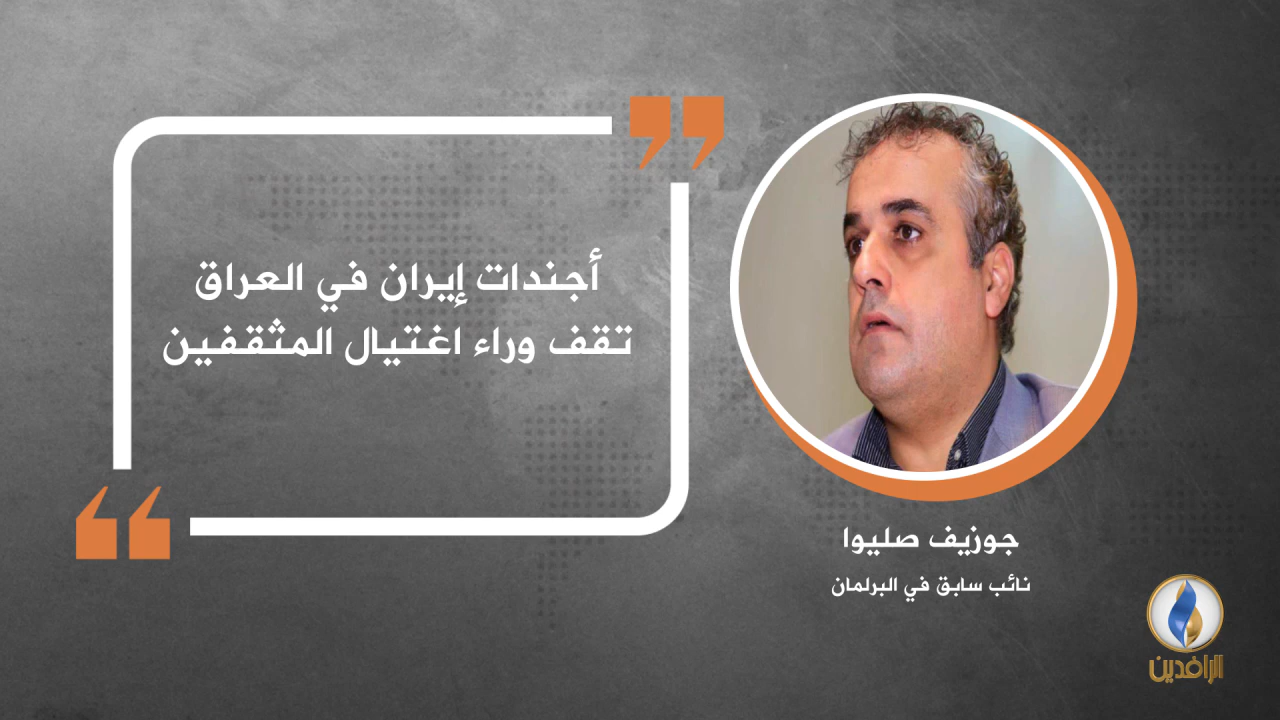 أجندات إيران في العراق
تقف وراء اغتيال المثقفين
جوزيف صليوا
نائب سابق في البرلمان
الرافدين